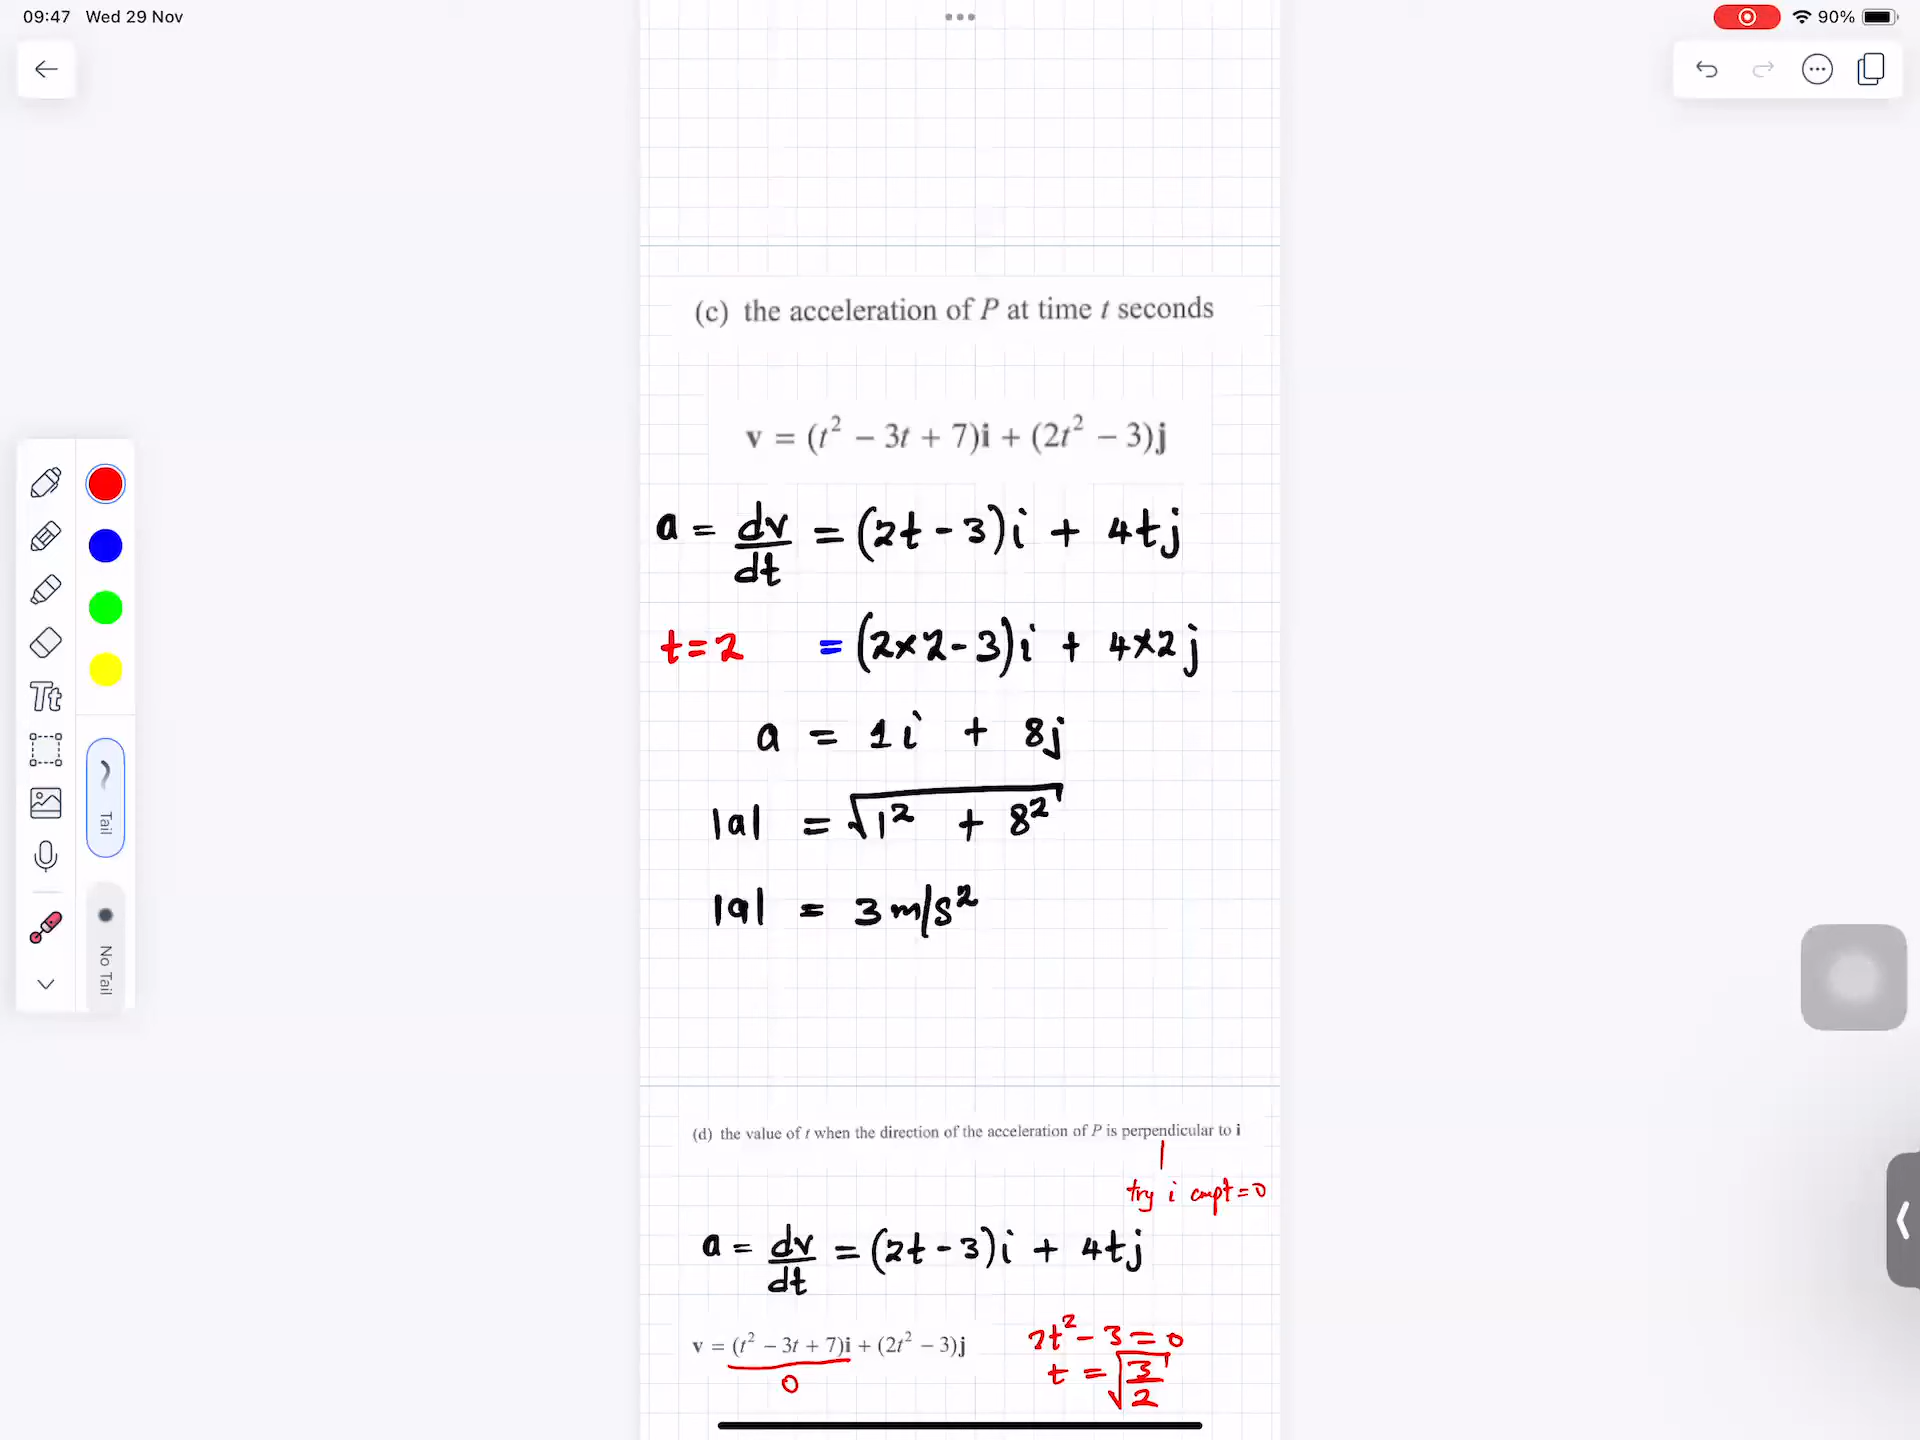 09:47 Wed 29 Nov
90%
(c) the acceleration of P at time t seconds
v = (t² − 3t + 7)i + (2t² − 3)j
a = dv/dt = (2t - 3)i + 4tj
t=2 = (2×2-3)i + 4×2j
a = 1i + 8j
|a| = √1² + 8²
|a| = 3 m/s²
Tt
Tail
No Tail
(d) the value of t when the direction of the acceleration of P is perpendicular to i
try i cmpt = 0
a = dv/dt = (2t - 3)i + 4tj
v = (t² − 3t + 7)i + (2t² − 3)j
0
2t² - 3 = 0
t = √3/2